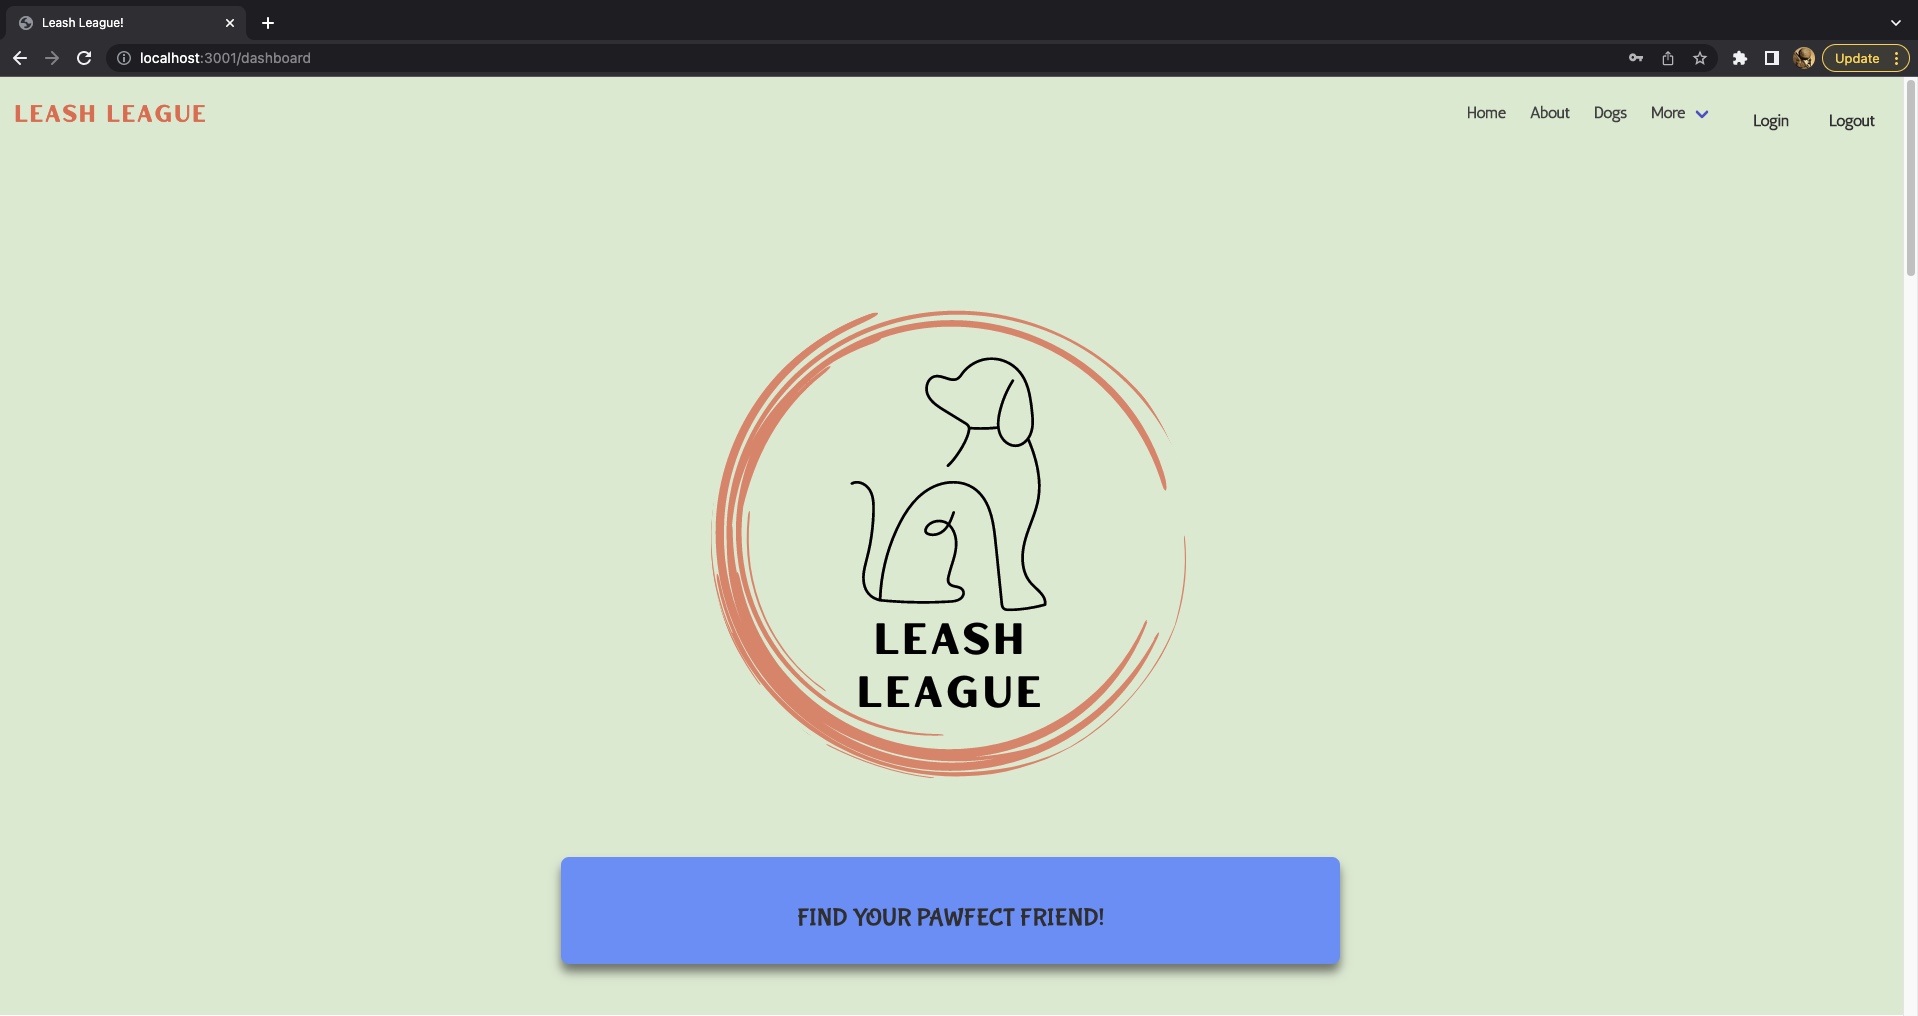 Leash League!
localhost:3001/dashboard
Update
LEASH LEAGUE
Home
About
Dogs
More
Login
Logout
LEASH
LEAGUE
FIND YOUR PAWFECT FRIEND!